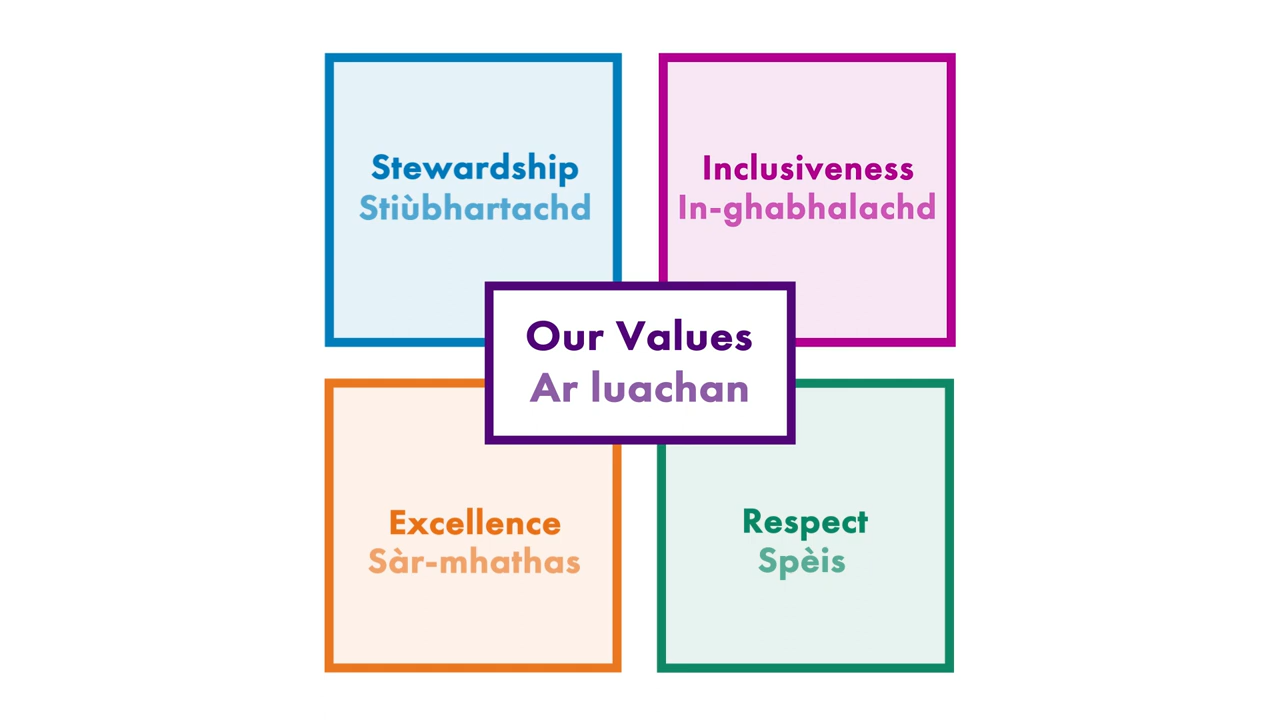 Stewardship
Stiùbhartachd
Inclusiveness
In-ghabhalachd
Our Values
Ar luachan
Excellence
Sàr-mhathas
Respect
Spèis